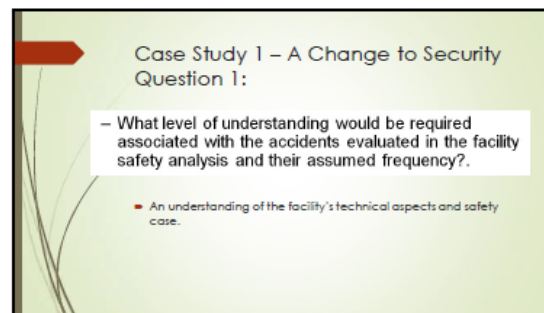 Case Study 1 – A Change to Security
Question 1:
– What level of understanding would be required
associated with the accidents evaluated in the facility
safety analysis and their assumed frequency?.
An understanding of the facility's technical aspects and safety
case.